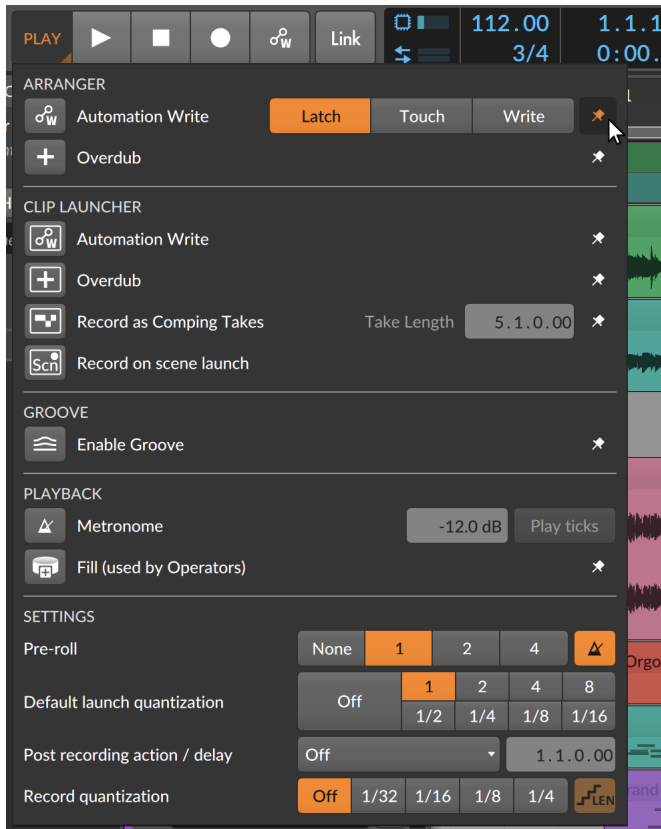 PLAY
Link
112.00
1.1.1
3/4
0:00.
ARRANGER
Automation Write Latch Touch Write
Overdub
CLIP LAUNCHER
Automation Write
Overdub
Record as Comping Takes Take Length 5.1.0.00
Scn Record on scene launch
GROOVE
Enable Groove
PLAYBACK
Metronome -12.0 dB Play ticks
Fill (used by Operators)
SETTINGS
Pre-roll None 1 2 4
Default launch quantization Off 1 2 4 8
1/2 1/4 1/8 1/16
Post recording action / delay Off 1.1.0.00
Record quantization Off 1/32 1/16 1/8 1/4 LEN